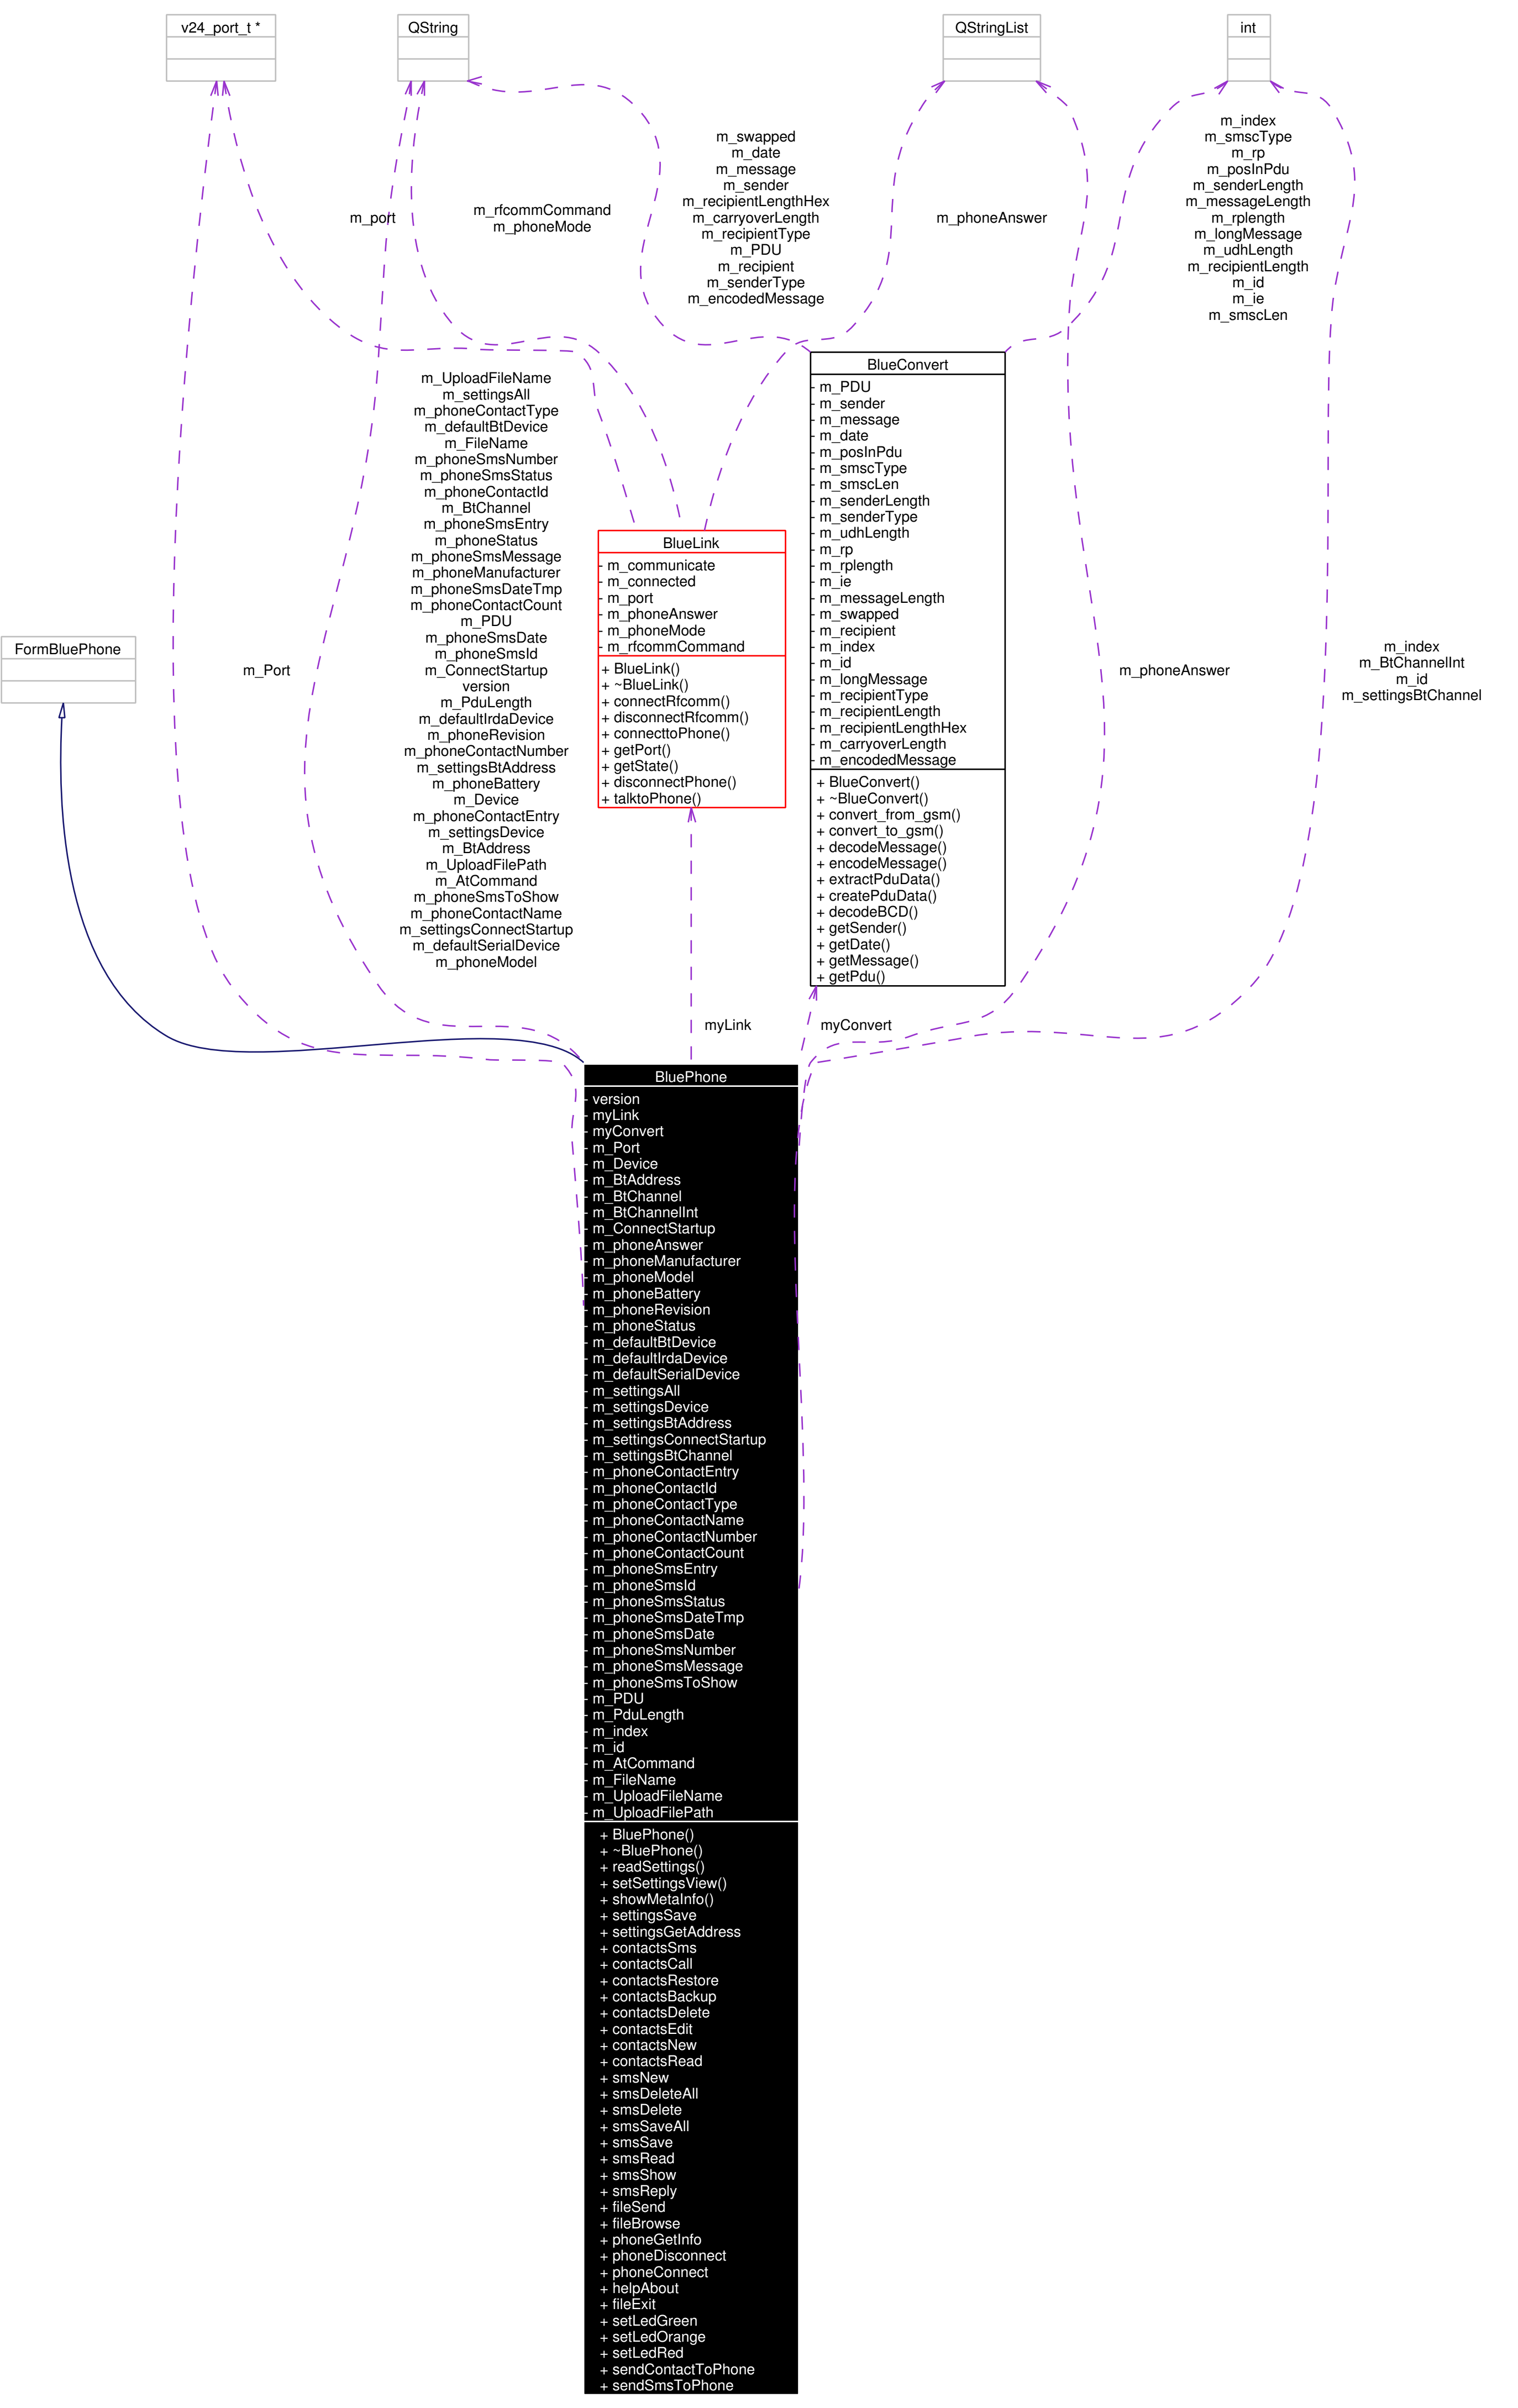 v24_port_t *
QString
QStringList
int
m_port
m_rfcommCommand
m_phoneMode
m_swapped
m_date
m_message
m_sender
m_recipientLengthHex
m_carryoverLength
m_recipientType
m_PDU
m_recipient
m_senderType
m_encodedMessage
m_phoneAnswer
m_index
m_smscType
m_rp
m_posInPdu
m_senderLength
m_messageLength
m_rplength
m_longMessage
m_udhLength
m_recipientLength
m_id
m_ie
m_smscLen
FormBluePhone
m_Port
m_UploadFileName
m_settingsAll
m_phoneContactType
m_defaultBtDevice
m_FileName
m_phoneSmsNumber
m_phoneSmsStatus
m_phoneContactId
m_BtChannel
m_phoneSmsEntry
m_phoneStatus
m_phoneSmsMessage
m_phoneManufacturer
m_phoneSmsDateTmp
m_phoneContactCount
m_PDU
m_phoneSmsDate
m_phoneSmsId
m_ConnectStartup
version
m_PduLength
m_defaultIrdaDevice
m_phoneRevision
m_phoneContactNumber
m_settingsBtAddress
m_phoneBattery
m_Device
m_phoneContactEntry
m_settingsDevice
m_BtAddress
m_UploadFilePath
m_AtCommand
m_phoneSmsToShow
m_phoneContactName
m_settingsConnectStartup
m_defaultSerialDevice
m_phoneModel
BlueLink
- m_communicate
- m_connected
- m_port
- m_phoneAnswer
- m_phoneMode
- m_rfcommCommand
+ BlueLink()
+ ~BlueLink()
+ connectRfcomm()
+ disconnectRfcomm()
+ connecttoPhone()
+ getPort()
+ getState()
+ disconnectPhone()
+ talktoPhone()
BlueConvert
- m_PDU
- m_sender
- m_message
- m_date
- m_posInPdu
- m_smscType
- m_smscLen
- m_senderLength
- m_senderType
- m_udhLength
- m_rp
- m_rplength
- m_ie
- m_messageLength
- m_swapped
- m_recipient
- m_index
- m_id
- m_longMessage
- m_recipientType
- m_recipientLength
- m_recipientLengthHex
- m_carryoverLength
- m_encodedMessage
+ BlueConvert()
+ ~BlueConvert()
+ convert_from_gsm()
+ convert_to_gsm()
+ decodeMessage()
+ encodeMessage()
+ extractPduData()
+ createPduData()
+ decodeBCD()
+ getSender()
+ getDate()
+ getMessage()
+ getPdu()
m_phoneAnswer
m_index
m_BtChannelInt
m_id
m_settingsBtChannel
myLink
myConvert
BluePhone
- version
- myLink
- myConvert
- m_Port
- m_Device
- m_BtAddress
- m_BtChannel
- m_BtChannelInt
- m_ConnectStartup
- m_phoneAnswer
- m_phoneManufacturer
- m_phoneModel
- m_phoneBattery
- m_phoneRevision
- m_phoneStatus
- m_defaultBtDevice
- m_defaultIrdaDevice
- m_defaultSerialDevice
- m_settingsAll
- m_settingsDevice
- m_settingsBtAddress
- m_settingsConnectStartup
- m_settingsBtChannel
- m_phoneContactEntry
- m_phoneContactId
- m_phoneContactType
- m_phoneContactName
- m_phoneContactNumber
- m_phoneContactCount
- m_phoneSmsEntry
- m_phoneSmsId
- m_phoneSmsStatus
- m_phoneSmsDateTmp
- m_phoneSmsDate
- m_phoneSmsNumber
- m_phoneSmsMessage
- m_phoneSmsToShow
- m_PDU
- m_PduLength
- m_index
- m_id
- m_AtCommand
- m_FileName
- m_UploadFileName
- m_UploadFilePath
+ BluePhone()
+ ~BluePhone()
+ readSettings()
+ setSettingsView()
+ showMetaInfo()
+ settingsSave
+ settingsGetAddress
+ contactsSms
+ contactsCall
+ contactsRestore
+ contactsBackup
+ contactsDelete
+ contactsEdit
+ contactsNew
+ contactsRead
+ smsNew
+ smsDeleteAll
+ smsDelete
+ smsSaveAll
+ smsSave
+ smsRead
+ smsShow
+ smsReply
+ fileSend
+ fileBrowse
+ phoneGetInfo
+ phoneDisconnect
+ phoneConnect
+ helpAbout
+ fileExit
+ setLedGreen
+ setLedOrange
+ setLedRed
+ sendContactToPhone
+ sendSmsToPhone